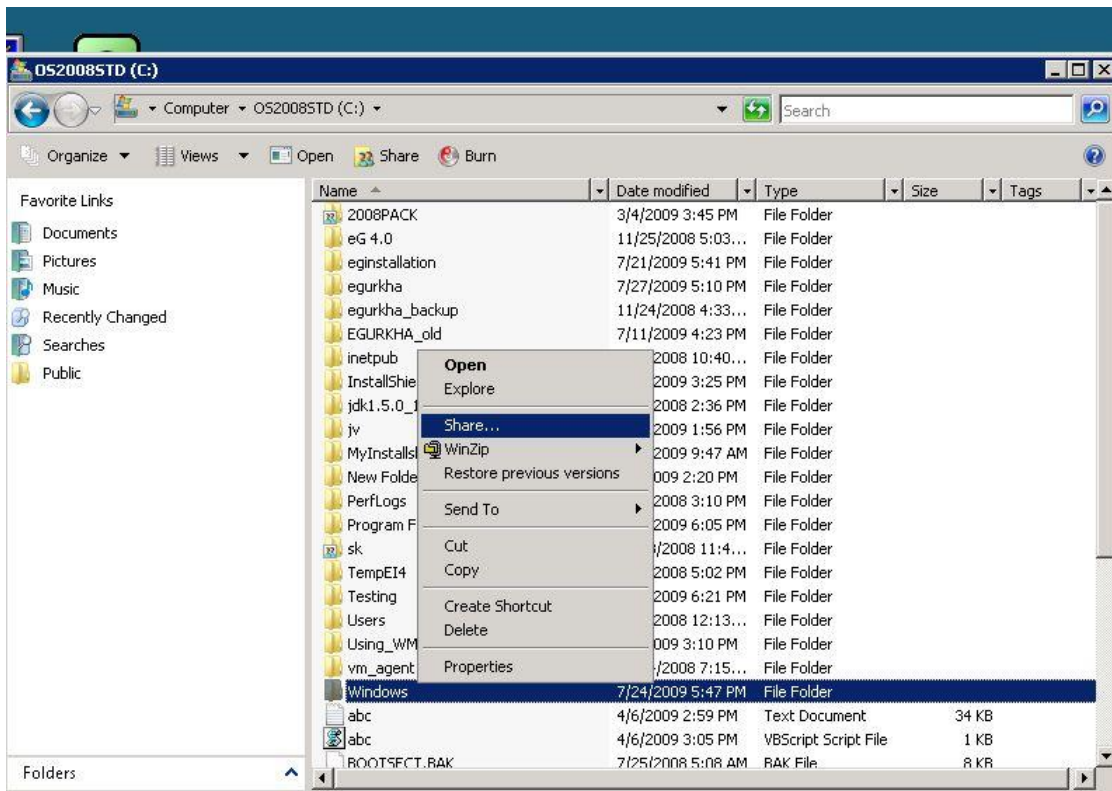 OS2008STD (C:)
Computer OS2008STD (C:)
Search
Organize Views Open Share Burn
Favorite Links
Documents
Pictures
Music
Recently Changed
Searches
Public
Folders
Name Date modified Type Size Tags
2008PACK 3/4/2009 3:45 PM File Folder
eG 4.0 11/25/2008 5:03... File Folder
eginstallation 7/21/2009 5:41 PM File Folder
egurkha 7/27/2009 5:10 PM File Folder
egurkha_backup 11/24/2008 4:33... File Folder
EGURKHA_old 7/11/2009 4:23 PM File Folder
inetpub 2008 10:40... File Folder
InstallShie 2009 3:25 PM File Folder
jdk1.5.0_1 2008 2:36 PM File Folder
jv 2009 1:56 PM File Folder
MyInstallsh 2009 9:47 AM File Folder
New Folde 009 2:20 PM File Folder
PerfLogs 2008 3:10 PM File Folder
Program F 2009 6:05 PM File Folder
sk /2008 11:4... File Folder
TempEI4 2008 5:02 PM File Folder
Testing 2009 6:21 PM File Folder
Users 2008 12:13... File Folder
Using_WM 009 3:10 PM File Folder
vm_agent /2008 7:15... File Folder
Windows 7/24/2009 5:47 PM File Folder
abc 4/6/2009 2:59 PM Text Document 34 KB
abc 4/6/2009 3:05 PM VBScript Script File 1 KB
BOOTSECT.BAK 7/25/2008 5:08 AM BAK File 8 KB
Open
Explore
Share...
WinZip
Restore previous versions
Send To
Cut
Copy
Create Shortcut
Delete
Properties